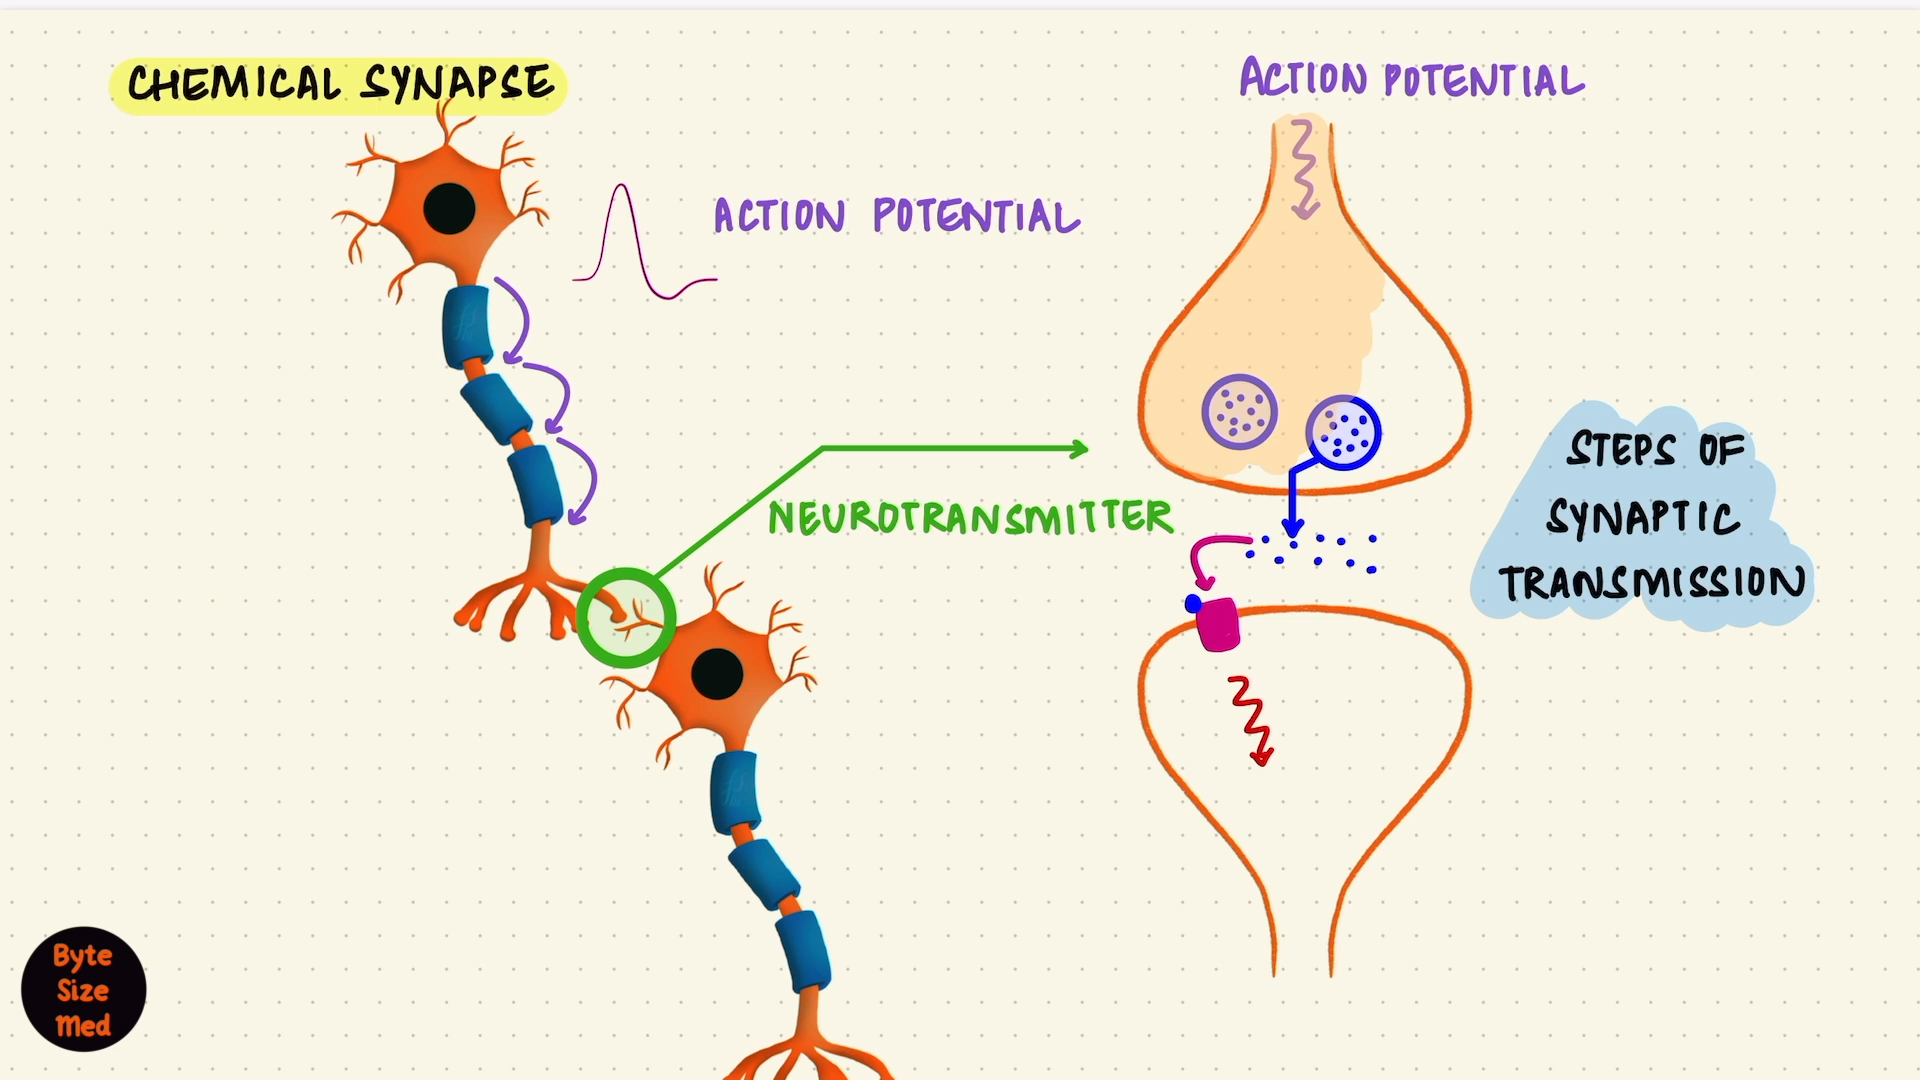 CHEMICAL SYNAPSE
ACTION POTENTIAL
ACTION POTENTIAL
NEUROTRANSMITTER
STEPS OF
SYNAPTIC
TRANSMISSION
Byte
Size
Med